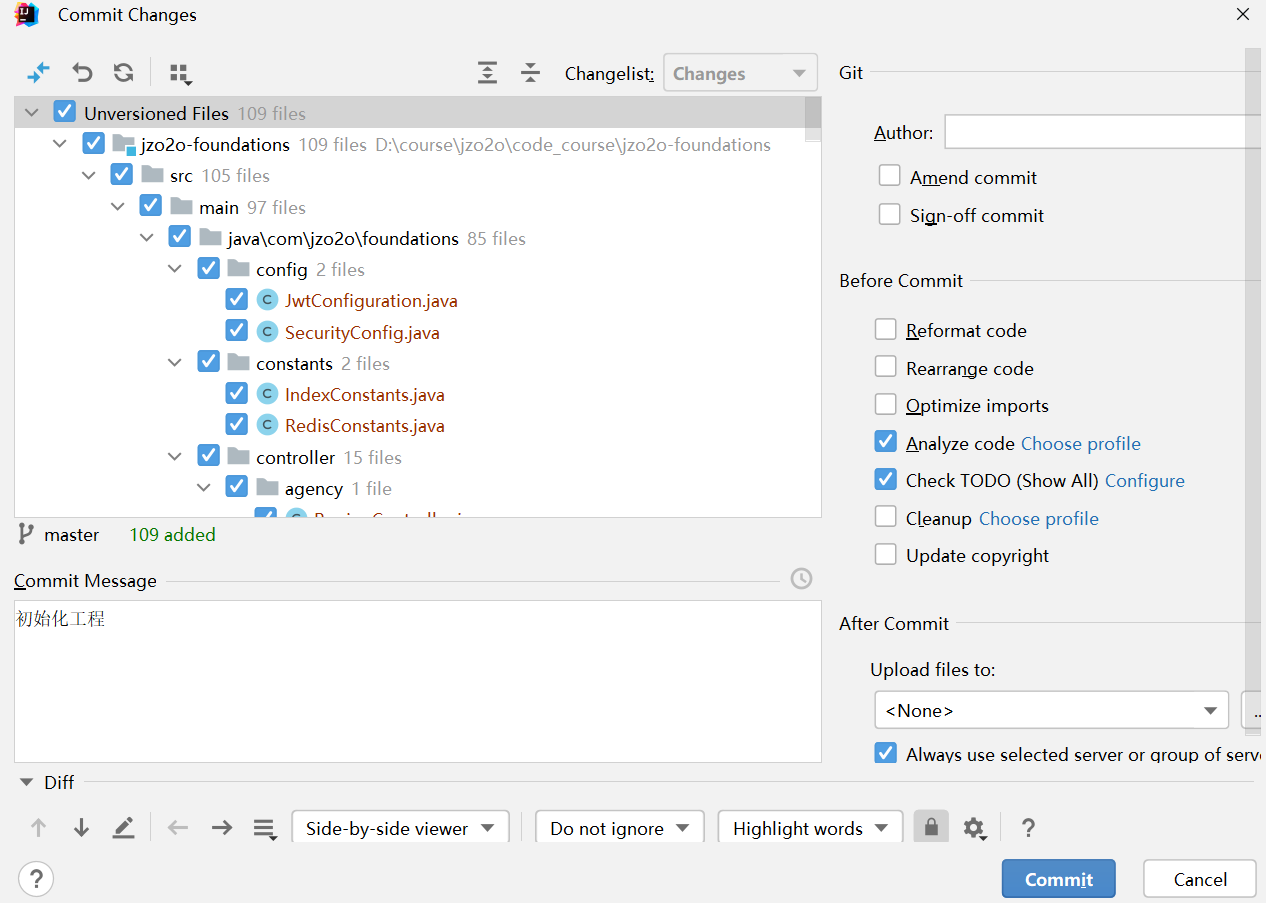 Commit Changes
Changelist: Changes
Unversioned Files 109 files
jzo2o-foundations 109 files D:\course\jzo2o\code_course\jzo2o-foundations
src 105 files
main 97 files
java\com\jzo2o\foundations 85 files
config 2 files
C JwtConfiguration.java
C SecurityConfig.java
constants 2 files
C IndexConstants.java
C RedisConstants.java
controller 15 files
agency 1 file
master 109 added
Commit Message
初始化工程
Git
Author:
Amend commit
Sign-off commit
Before Commit
Reformat code
Rearrange code
Optimize imports
Analyze code Choose profile
Check TODO (Show All) Configure
Cleanup Choose profile
Update copyright
After Commit
Upload files to:
<None> ..
Always use selected server or group of serv
Diff
Side-by-side viewer Do not ignore Highlight words ?
? Commit Cancel